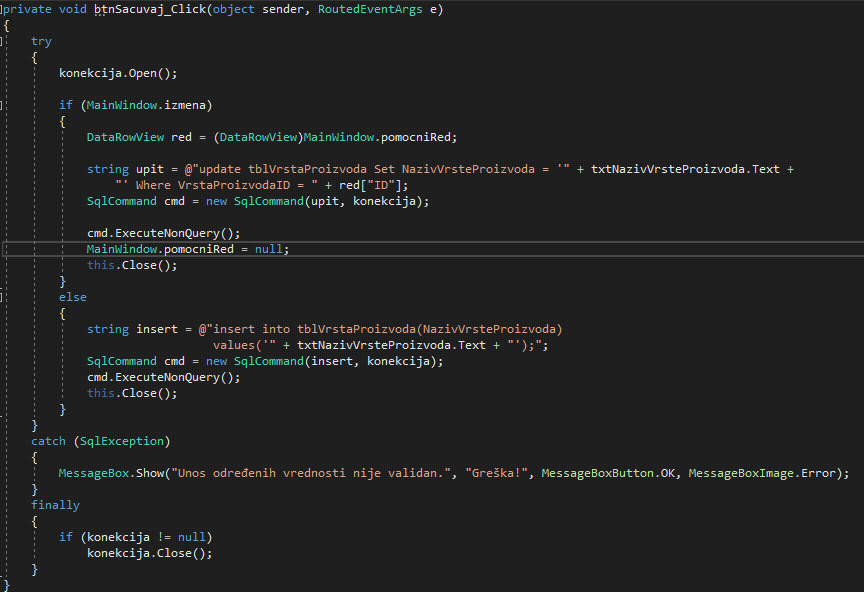 private void btnSacuvaj_Click(object sender, RoutedEventArgs e)
{
    try
    {
        konekcija.Open();

        if (MainWindow.izmena)
        {
            DataRowView red = (DataRowView)MainWindow.pomocniRed;

            string upit = @"update tblVrstaProizvoda Set NazivVrsteProizvoda = '" + txtNazivVrsteProizvoda.Text +
                "' Where VrstaProizvodaID = " + red["ID"];
            SqlCommand cmd = new SqlCommand(upit, konekcija);

            cmd.ExecuteNonQuery();
            MainWindow.pomocniRed = null;
            this.Close();
        }
        else
        {
            string insert = @"insert into tblVrstaProizvoda(NazivVrsteProizvoda)
                              values('" + txtNazivVrsteProizvoda.Text + "');";
            SqlCommand cmd = new SqlCommand(insert, konekcija);
            cmd.ExecuteNonQuery();
            this.Close();
        }
    }
    catch (SqlException)
    {
        MessageBox.Show("Unos određenih vrednosti nije validan.", "Greška!", MessageBoxButton.OK, MessageBoxImage.Error);
    }
    finally
    {
        if (konekcija != null)
            konekcija.Close();
    }
}